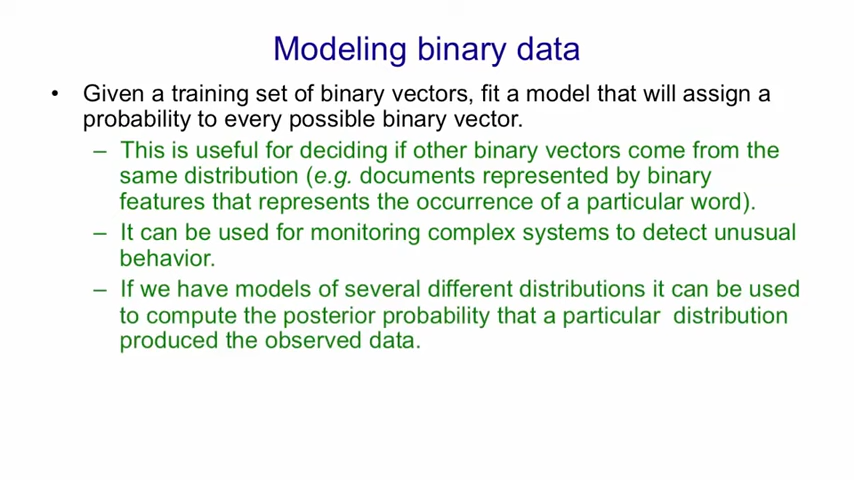 Modeling binary data
• Given a training set of binary vectors, fit a model that will assign a
probability to every possible binary vector.
– This is useful for deciding if other binary vectors come from the
same distribution (e.g. documents represented by binary
features that represents the occurrence of a particular word).
– It can be used for monitoring complex systems to detect unusual
behavior.
– If we have models of several different distributions it can be used
to compute the posterior probability that a particular distribution
produced the observed data.